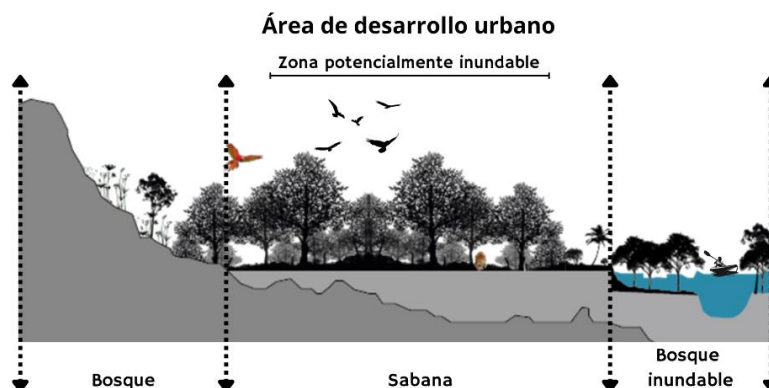 Área de desarrollo urbano
Zona potencialmente inundable
Bosque
Sabana
Bosque
inundable